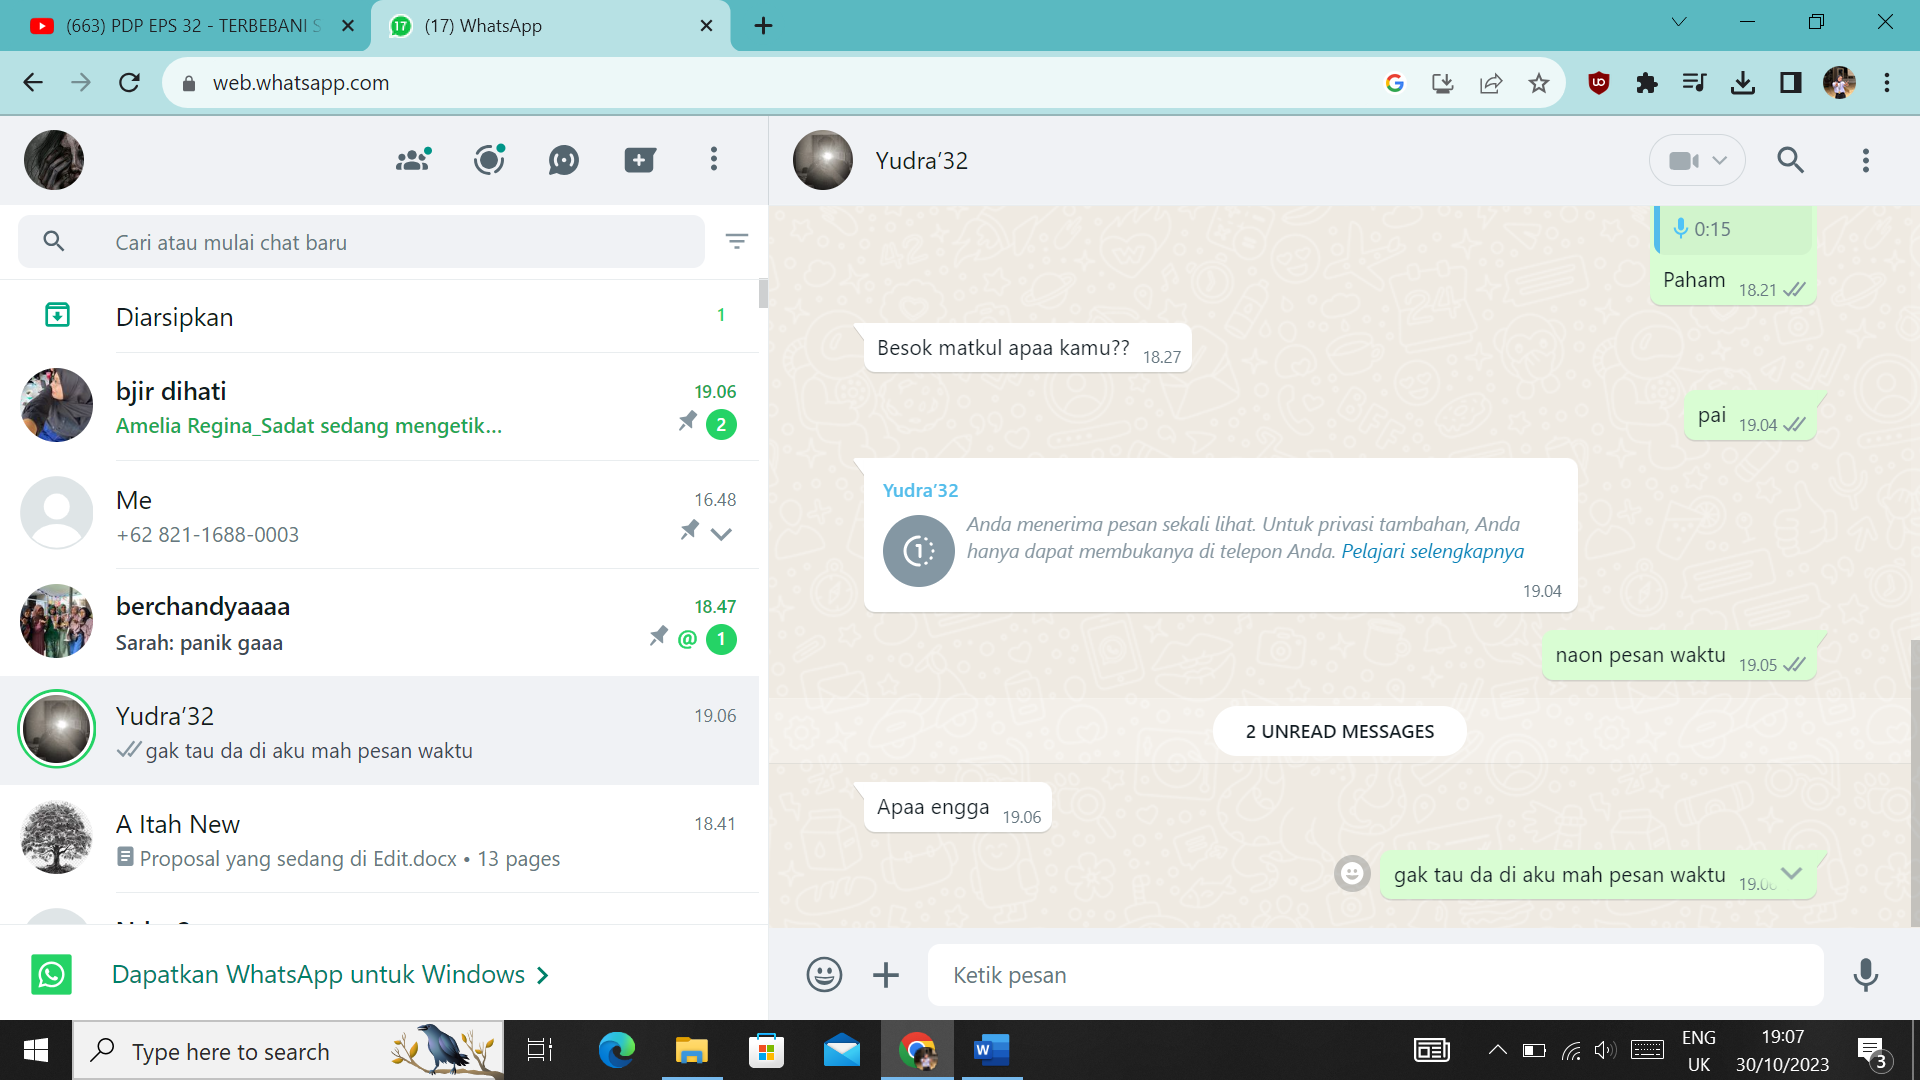 (663) PDP EPS 32 - TERBEBANI S
(17) WhatsApp
web.whatsapp.com
Yudra'32
Cari atau mulai chat baru
Diarsipkan
1
bjir dihati
19.06
Amelia Regina_Sadat sedang mengetik...
2
Me
16.48
+62 821-1688-0003
berchandyaaaa
18.47
Sarah: panik gaaa
@ 1
Yudra'32
19.06
gak tau da di aku mah pesan waktu
A Itah New
18.41
Proposal yang sedang di Edit.docx • 13 pages
Dapatkan WhatsApp untuk Windows
0:15
Paham 18.21
Besok matkul apaa kamu?? 18.27
pai 19.04
Yudra'32
Anda menerima pesan sekali lihat. Untuk privasi tambahan, Anda
hanya dapat membukanya di telepon Anda. Pelajari selengkapnya
19.04
naon pesan waktu 19.05
2 UNREAD MESSAGES
Apaa engga 19.06
gak tau da di aku mah pesan waktu
Ketik pesan
Type here to search
ENG
UK
19:07
30/10/2023
3